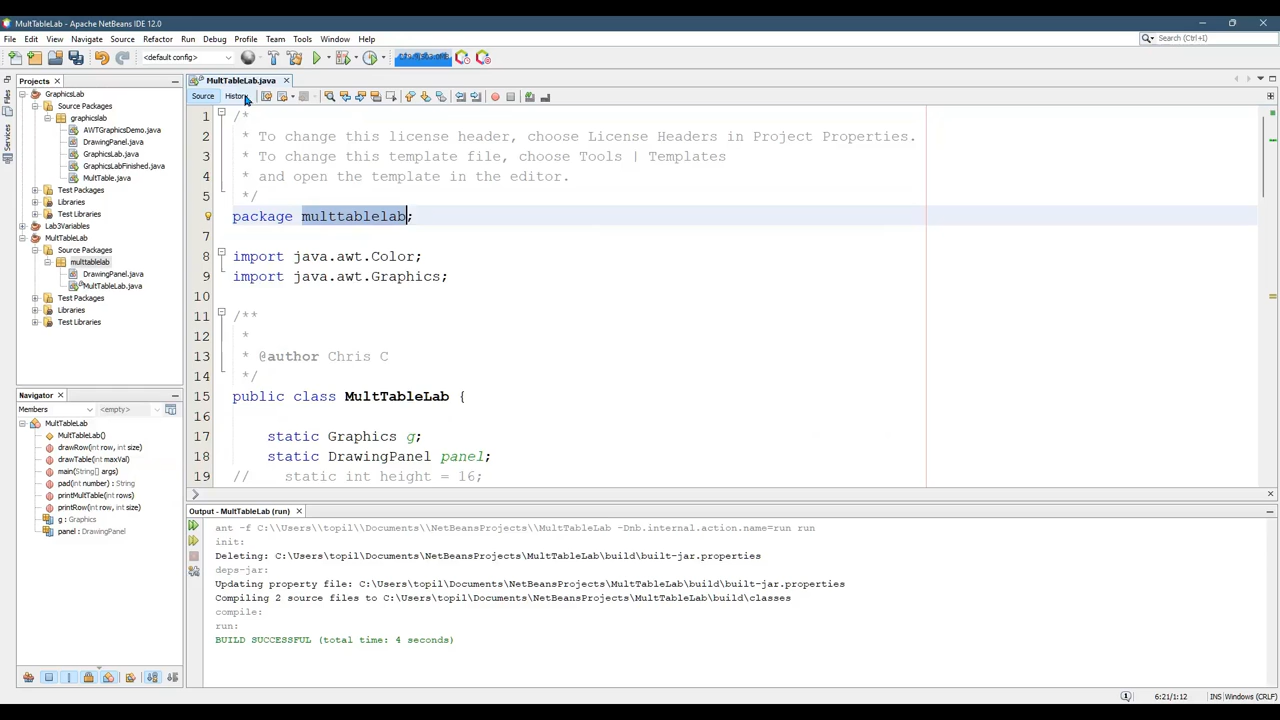 MultTableLab - Apache NetBeans IDE 12.0
File Edit View Navigate Source Refactor Run Debug Profile Team Tools Window Help
Search (Ctrl+I)
<default config>
Projects
GraphicsLab
Source Packages
graphicslab
AWTGraphicsDemo.java
DrawingPanel.java
GraphicsLab.java
GraphicsLabFinished.java
MultTable.java
Test Packages
Libraries
Test Libraries
Lab3Variables
MultTableLab
Source Packages
multtablelab
DrawingPanel.java
MultTableLab.java
Test Packages
Libraries
Test Libraries
Files
Services
Navigator
Members
<empty>
MultTableLab
MultTableLab()
drawRow(int row, int size)
drawTable(int maxVal)
main(String[] args)
pad(int number) : String
printMultTable(int rows)
printRow(int row, int size)
g : Graphics
panel : DrawingPanel
MultTableLab.java
Source History
1 /*
2 * To change this license header, choose License Headers in Project Properties.
3 * To change this template file, choose Tools | Templates
4 * and open the template in the editor.
5 */
6 package multtablelab;
7
8 import java.awt.Color;
9 import java.awt.Graphics;
10
11 /**
12 *
13 * @author Chris C
14 */
15 public class MultTableLab {
16
17 static Graphics g;
18 static DrawingPanel panel;
19 // static int height = 16;
Output - MultTableLab (run)
ant -f C:\\Users\\topil\\Documents\\NetBeansProjects\\MultTableLab -Dnb.internal.action.name=run run
init:
Deleting: C:\Users\topil\Documents\NetBeansProjects\MultTableLab\build\built-jar.properties
deps-jar:
Updating property file: C:\Users\topil\Documents\NetBeansProjects\MultTableLab\build\built-jar.properties
Compiling 2 source files to C:\Users\topil\Documents\NetBeansProjects\MultTableLab\build\classes
compile:
run:
BUILD SUCCESSFUL (total time: 4 seconds)
6:21/1:12 INS Windows (CRLF)